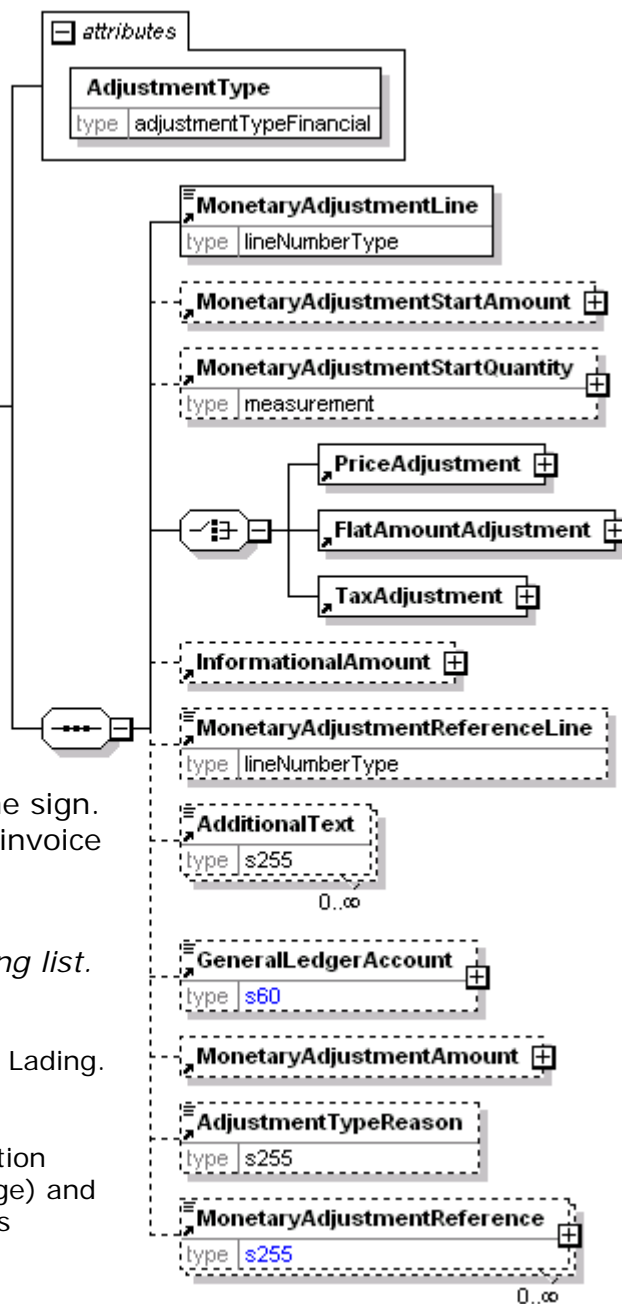 attributes
AdjustmentType
type adjustmentTypeFinancial
MonetaryAdjustmentLine
type lineNumberType
MonetaryAdjustmentStartAmount
MonetaryAdjustmentStartQuantity
type measurement
PriceAdjustment
FlatAmountAdjustment
TaxAdjustment
InformationalAmount
MonetaryAdjustmentReferenceLine
type lineNumberType
e sign.
invoice
AdditionalText
type s255
0..∞
ng list.
GeneralLedgerAccount
type s60
Lading.
MonetaryAdjustmentAmount
AdjustmentTypeReason
type s255
tion
ge) and
s
MonetaryAdjustmentReference
type s255
0..∞